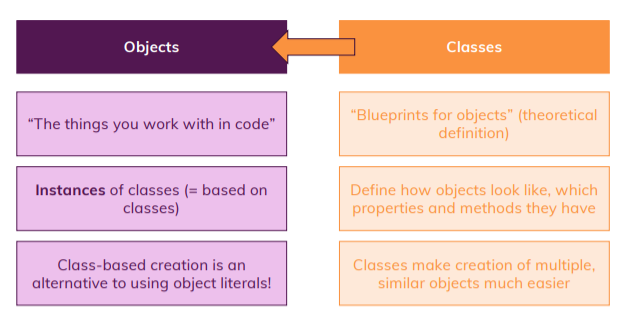 Objects
Classes
“The things you work with in code”
“Blueprints for objects” (theoretical
definition)
Instances of classes (= based on
classes)
Define how objects look like, which
properties and methods they have
Class-based creation is an
alternative to using object literals!
Classes make creation of multiple,
similar objects much easier